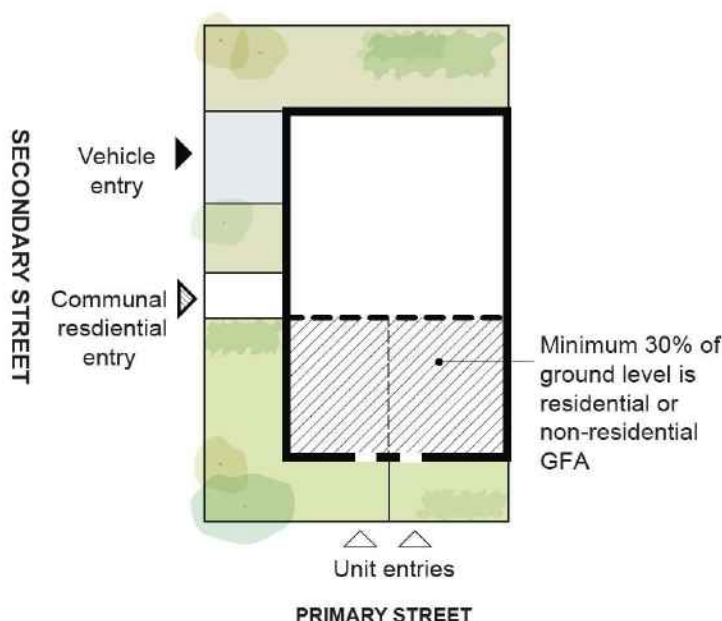 SECONDARY STREET
Vehicle
entry
Communal
resdiential
entry
Minimum 30% of
ground level is
residential or
non-residential
GFA
Unit entries
PRIMARY STREET